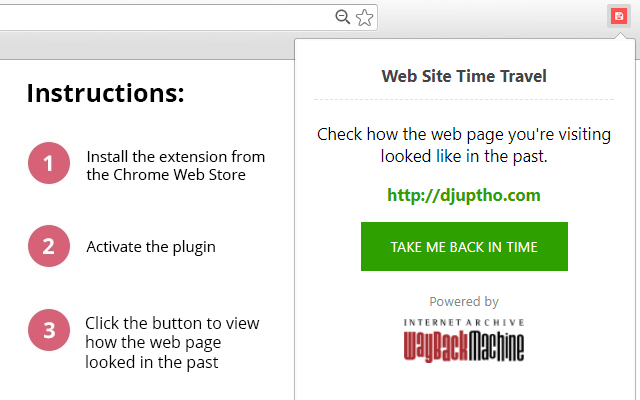 Instructions:
1
Install the extension from
the Chrome Web Store
2
Activate the plugin
3
Click the button to view
how the web page
looked in the past
Web Site Time Travel
Check how the web page you're visiting
looked like in the past.
http://djuptho.com
TAKE ME BACK IN TIME
Powered by
INTERNET ARCHIVE
WayBackMachine